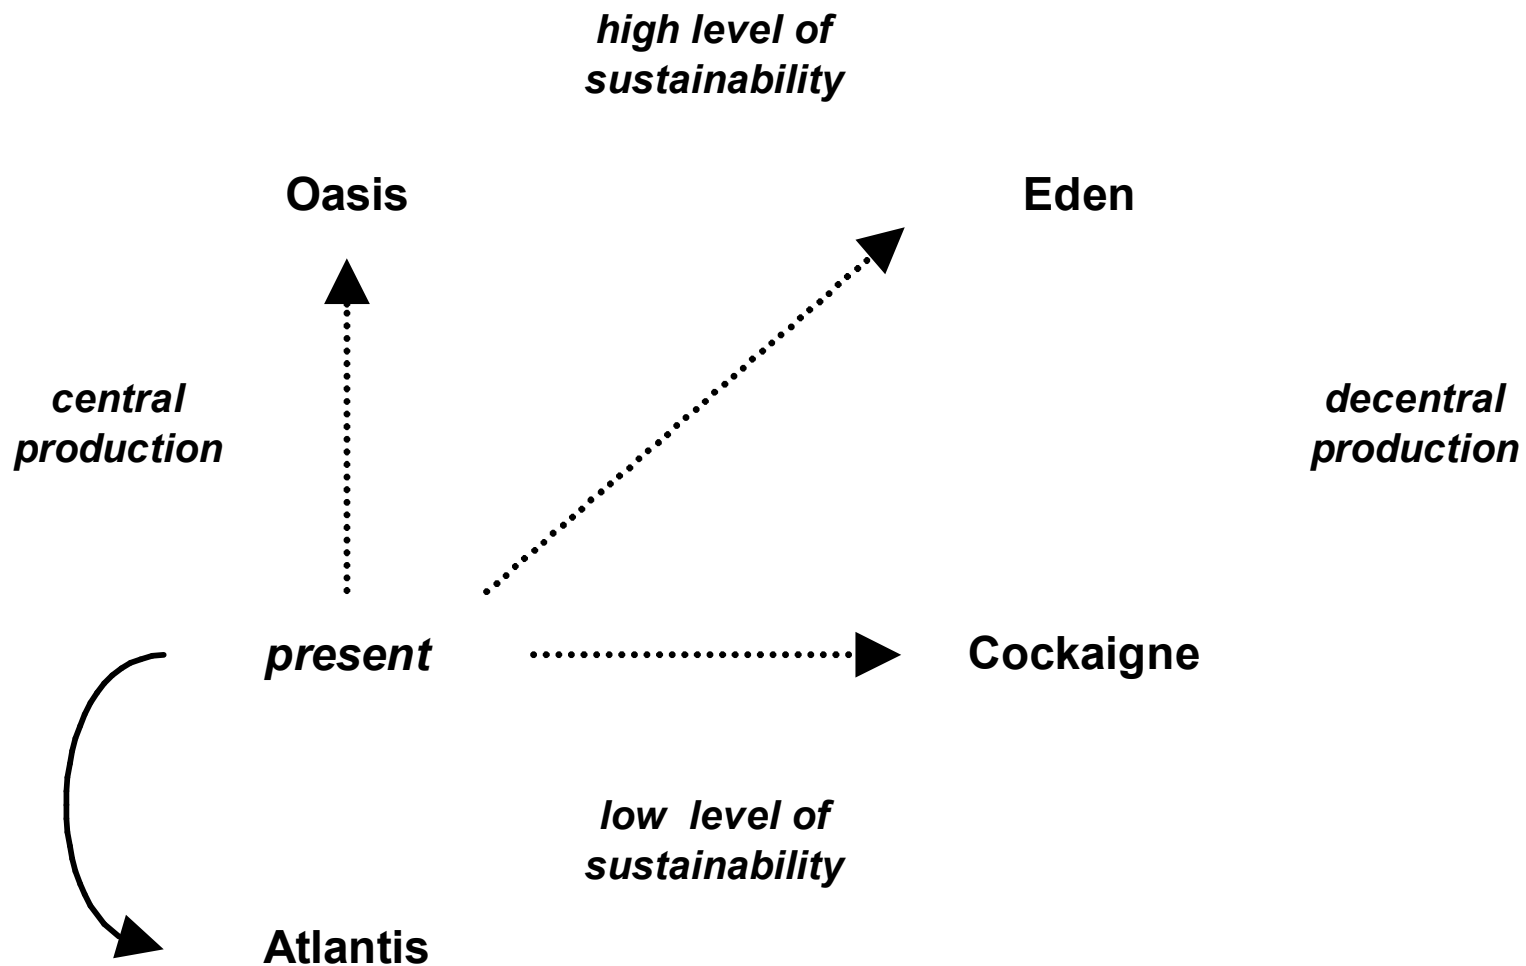 high level of
sustainability
Oasis
Eden
central
production
decentral
production
present
Cockaigne
low  level of
sustainability
Atlantis